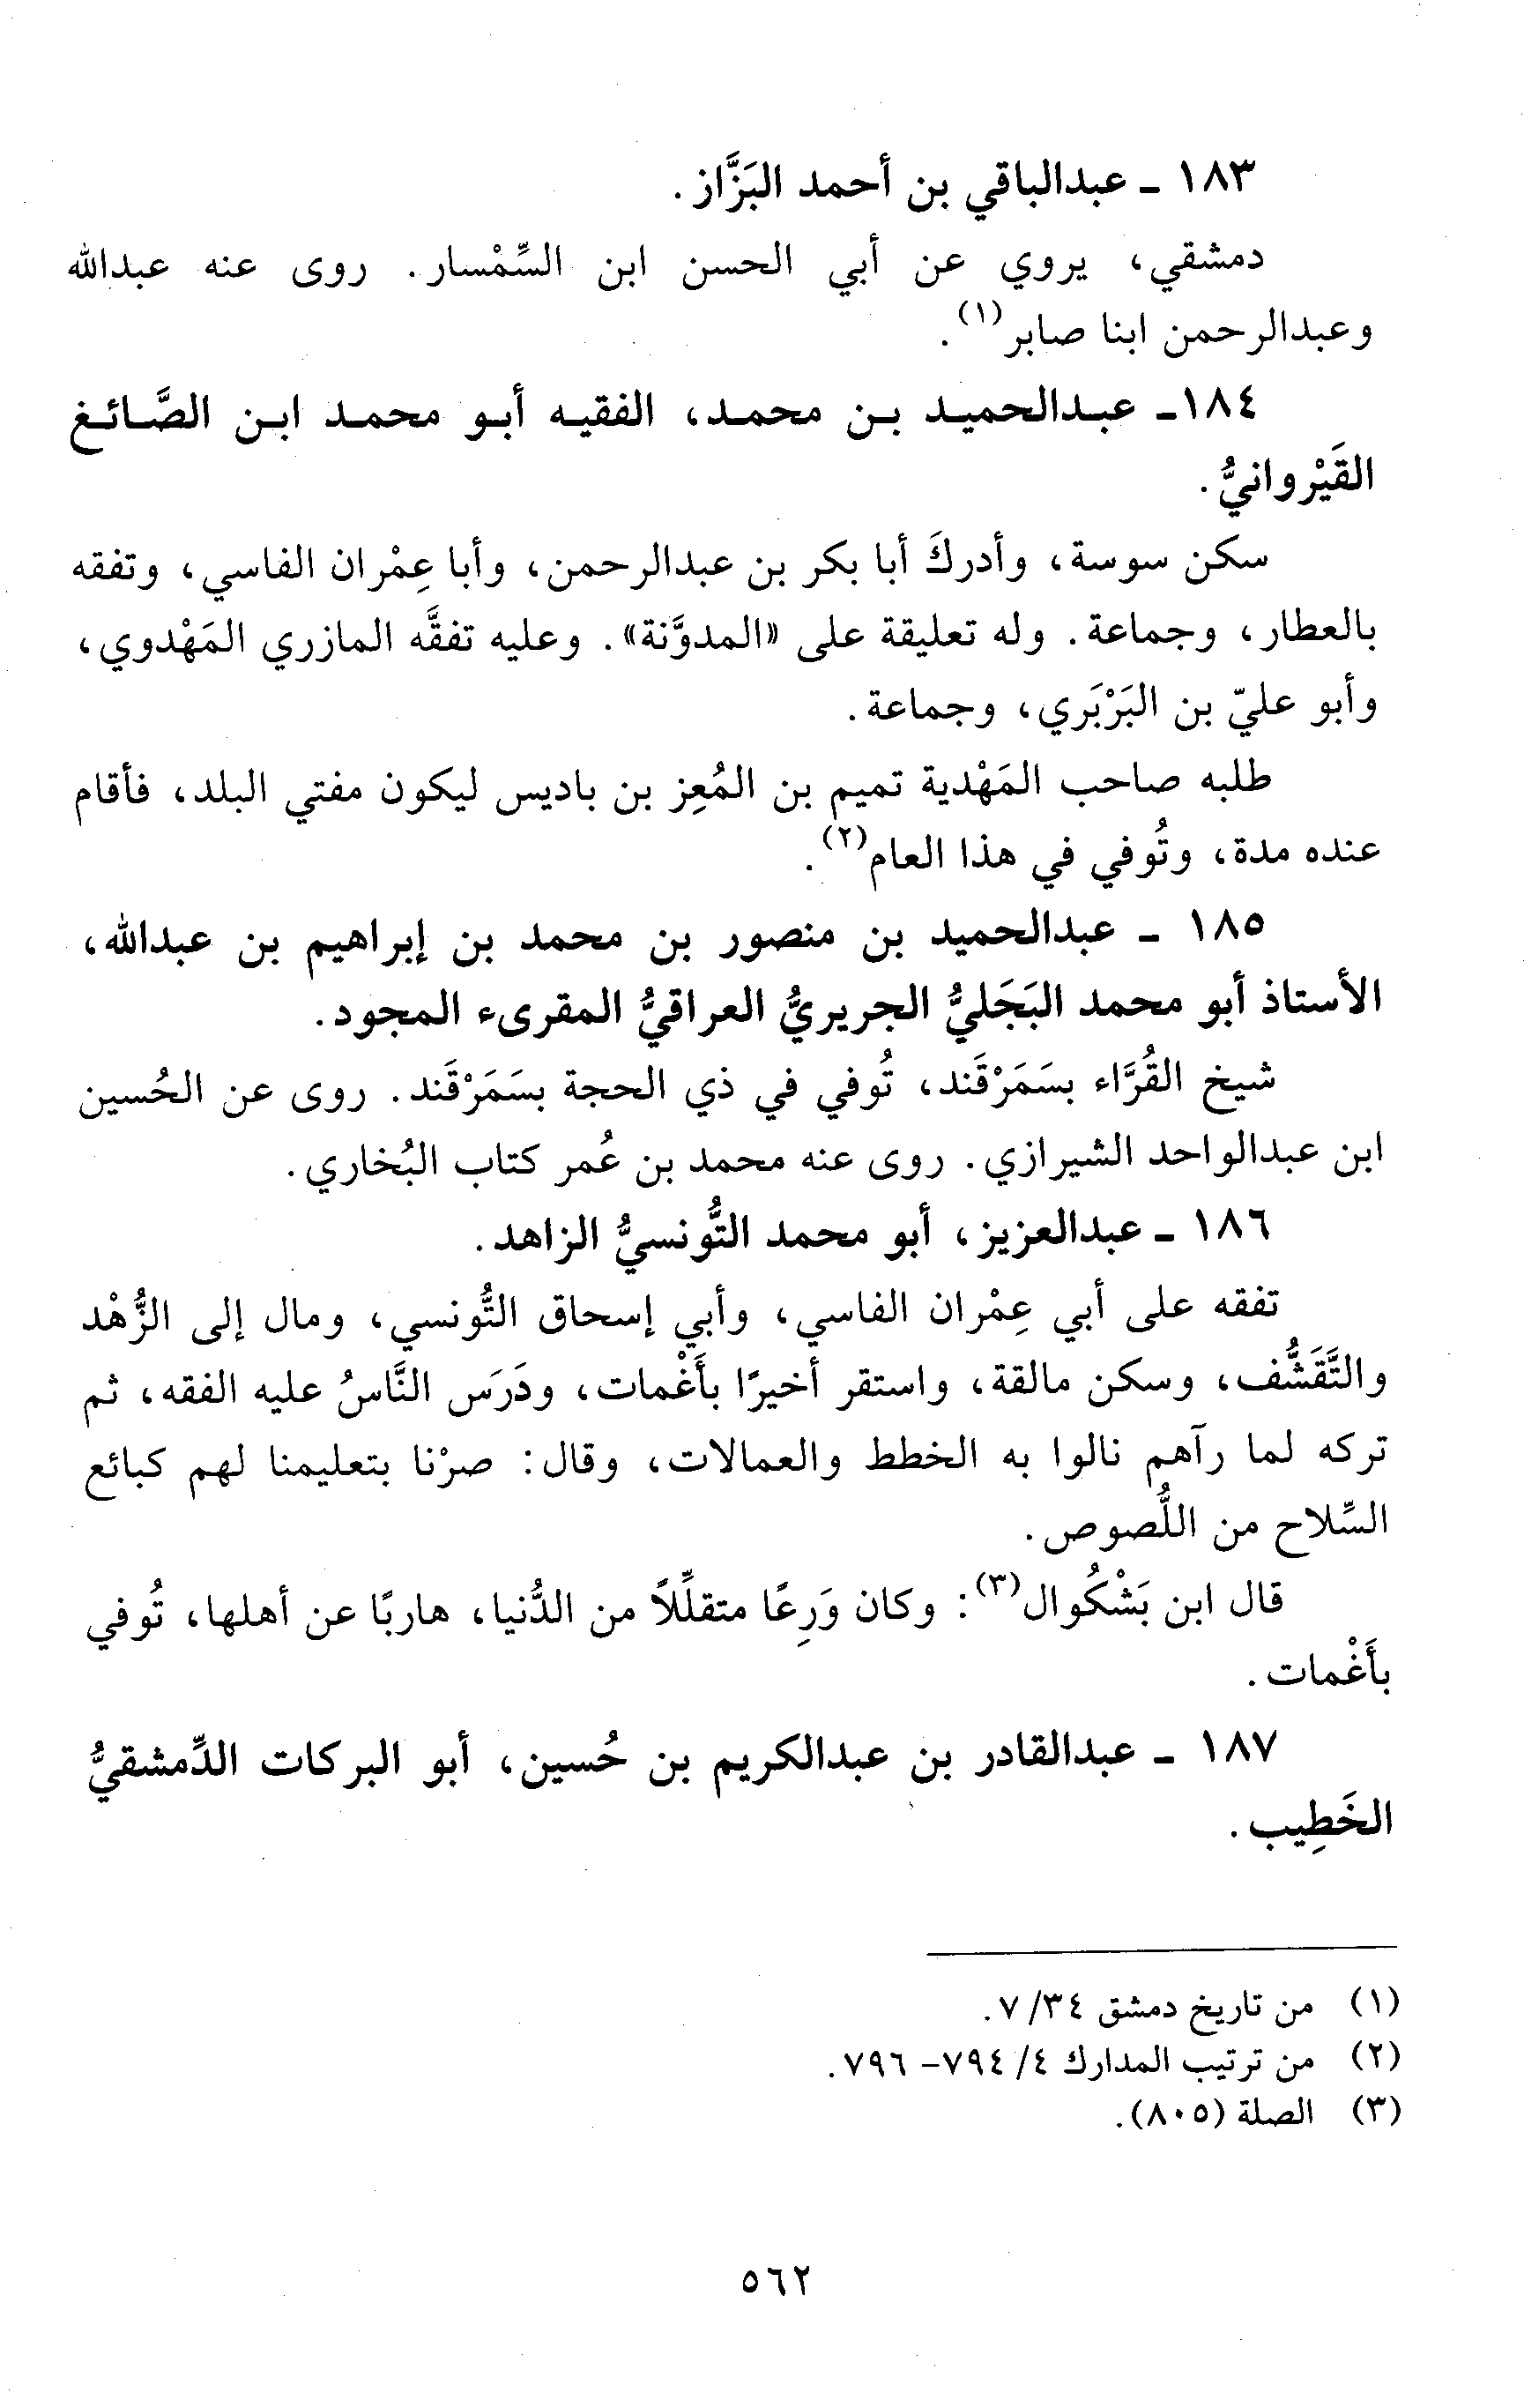 ١٨٣ ـ عبدالباقي بن أحمد البَزَّاز.
دمشقي، يروي عن أبي الحسن ابن السِّمْسار. روى عنه عبدالله
وعبدالرحمن ابنا صابر(١).
١٨٤ـ عبدالحميد بن محمد، الفقيه أبو محمد ابن الصَّائغ
القَيْروانيُّ.
سكن سوسة، وأدركَ أبا بكر بن عبدالرحمن، وأبا عِمْران الفاسي، وتفقه
بالعطار، وجماعة. وله تعليقة على «المدوَّنة». وعليه تفقَّه المازري المَهْدوي،
وأبو عليّ بن البَرْبَري، وجماعة.
طلبه صاحب المَهْدية تميم بن المُعِز بن باديس ليكون مفتي البلد، فأقام
عنده مدة، وتُوفي في هذا العام(٢).
١٨٥ ـ عبدالحميد بن منصور بن محمد بن إبراهيم بن عبدالله،
الأستاذ أبو محمد البَجَليُّ الجريريُّ العراقيُّ المقرىء المجود.
شيخ القُرَّاء بسَمَرْقَند، تُوفي في ذي الحجة بسَمَرْقَند. روى عن الحُسين
ابن عبدالواحد الشيرازي. روى عنه محمد بن عُمر كتاب البُخاري.
١٨٦ ـ عبدالعزيز، أبو محمد التُّونسيُّ الزاهد.
تفقه على أبي عِمْران الفاسي، وأبي إسحاق التُّونسي، ومال إلى الزُّهْد
والتَّقَشُّف، وسكن مالقة، واستقر أخيرًا بأَغْمات، ودَرَس النَّاسُ عليه الفقه، ثم
تركه لما رآهم نالوا به الخطط والعمالات، وقال: صرْنا بتعليمنا لهم كبائع
السِّلاح من اللُّصوص.
قال ابن بَشْكُوال(٣): وكان وَرِعًا متقلِّلاً من الدُّنيا، هاربًا عن أهلها، تُوفي
بأَغْمات.
١٨٧ ـ عبدالقادر بن عبدالكريم بن حُسين، أبو البركات الدِّمشقيُّ
الخَطِيب.
(١) من تاريخ دمشق ٣٤/ ٧.
(٢) من ترتيب المدارك ٤/ ٧٩٤– ٧٩٦.
(٣) الصلة (٨٠٥).
٥٦٢